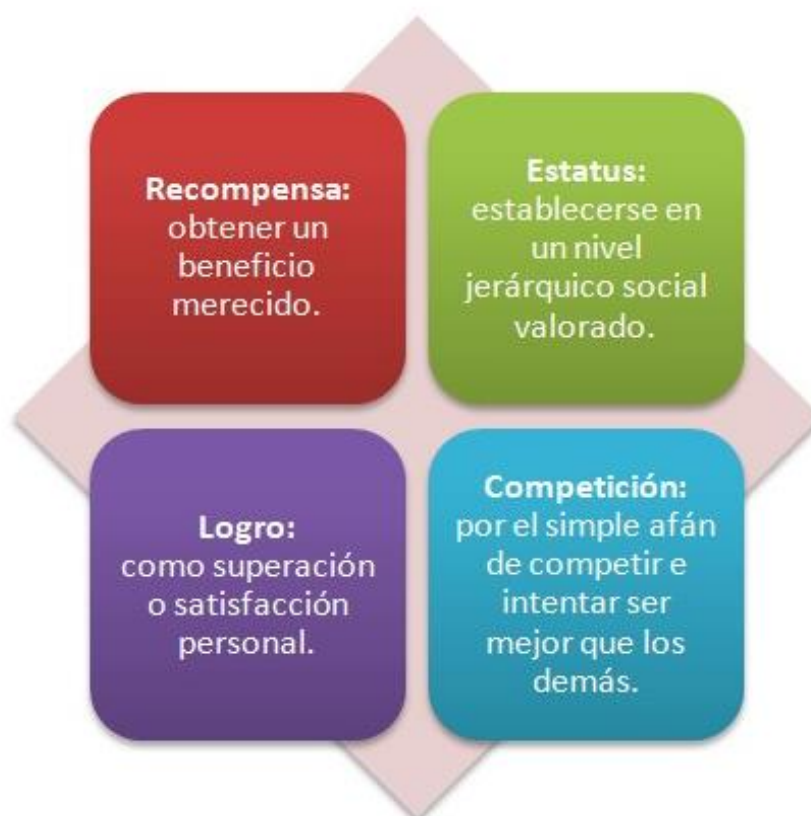 Recompensa:
obtener un
beneficio
merecido.
Estatus:
establecerse en
un nivel
jerárquico social
valorado.
Logro:
como superación
o satisfacción
personal.
Competición:
por el simple afán
de competir e
intentar ser
mejor que los
demás.